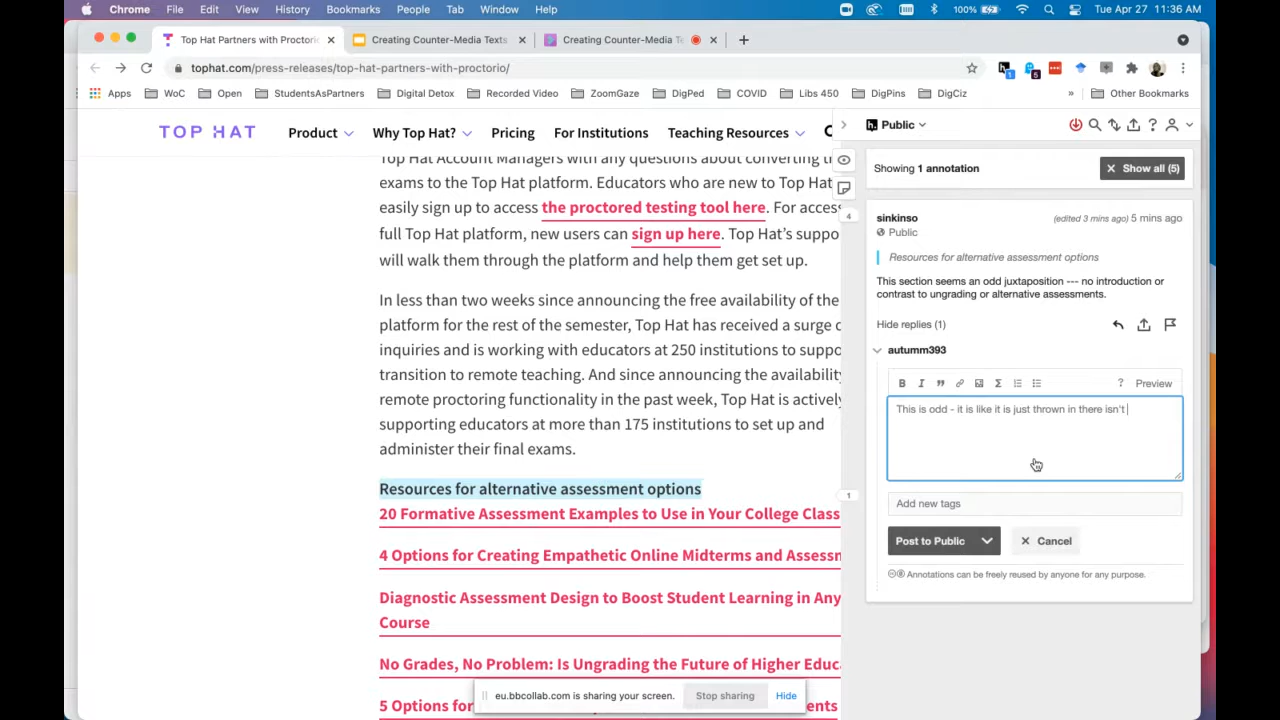 Chrome File Edit View History Bookmarks People Tab Window Help 100% Tue Apr 27 11:36 AM
Top Hat Partners with Proctorio Creating Counter-Media Texts Creating Counter-Media Te
tophat.com/press-releases/top-hat-partners-with-proctorio/
Apps WoC Open StudentsAsPartners Digital Detox Recorded Video ZoomGaze DigPed COVID Libs 450 DigPins DigCiz » Other Bookmarks
TOP HAT Product Why Top Hat? Pricing For Institutions Teaching Resources
Top Hat Account Managers with any questions about converting
exams to the Top Hat platform. Educators who are new to Top Hat
easily sign up to access the proctored testing tool here. For acces
full Top Hat platform, new users can sign up here. Top Hat's suppo
will walk them through the platform and help them get set up.
In less than two weeks since announcing the free availability of the
platform for the rest of the semester, Top Hat has received a surge
inquiries and is working with educators at 250 institutions to suppo
transition to remote teaching. And since announcing the availability
remote proctoring functionality in the past week, Top Hat is actively
supporting educators at more than 175 institutions to set up and
administer their final exams.
Resources for alternative assessment options
20 Formative Assessment Examples to Use in Your College Class
4 Options for Creating Empathetic Online Midterms and Assessm
Diagnostic Assessment Design to Boost Student Learning in Any
Course
No Grades, No Problem: Is Ungrading the Future of Higher Educa
5 Options for
ents
eu.bbcollab.com is sharing your screen. Stop sharing Hide
Public
Showing 1 annotation
Show all (5)
4
1
sinkinso (edited 3 mins ago) 5 mins ago
Public
Resources for alternative assessment options
This section seems an odd juxtaposition --- no introduction or
contrast to ungrading or alternative assessments.
Hide replies (1)
autumm393
B I ? Preview
This is odd - it is like it is just thrown in there isn't
Add new tags
Post to Public Cancel
Annotations can be freely reused by anyone for any purpose.